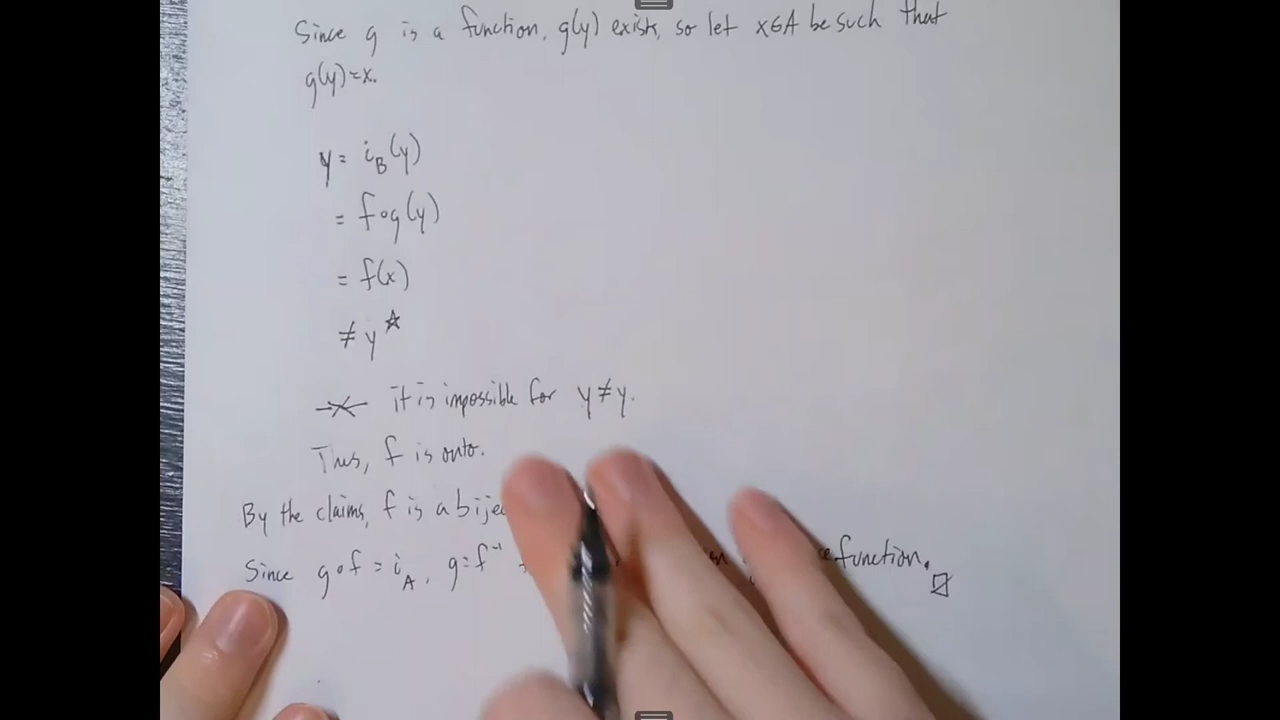 Since g is a function, g(y) exists, so let x∈A be such that
g(y)=x.
y = i_B(y)
= f∘g(y)
= f(x)
≠ y ☆
it is impossible for y≠y.
Thus, f is onto.
By the claims, f is a
Since g∘f = i_A, g=f⁻¹ function.